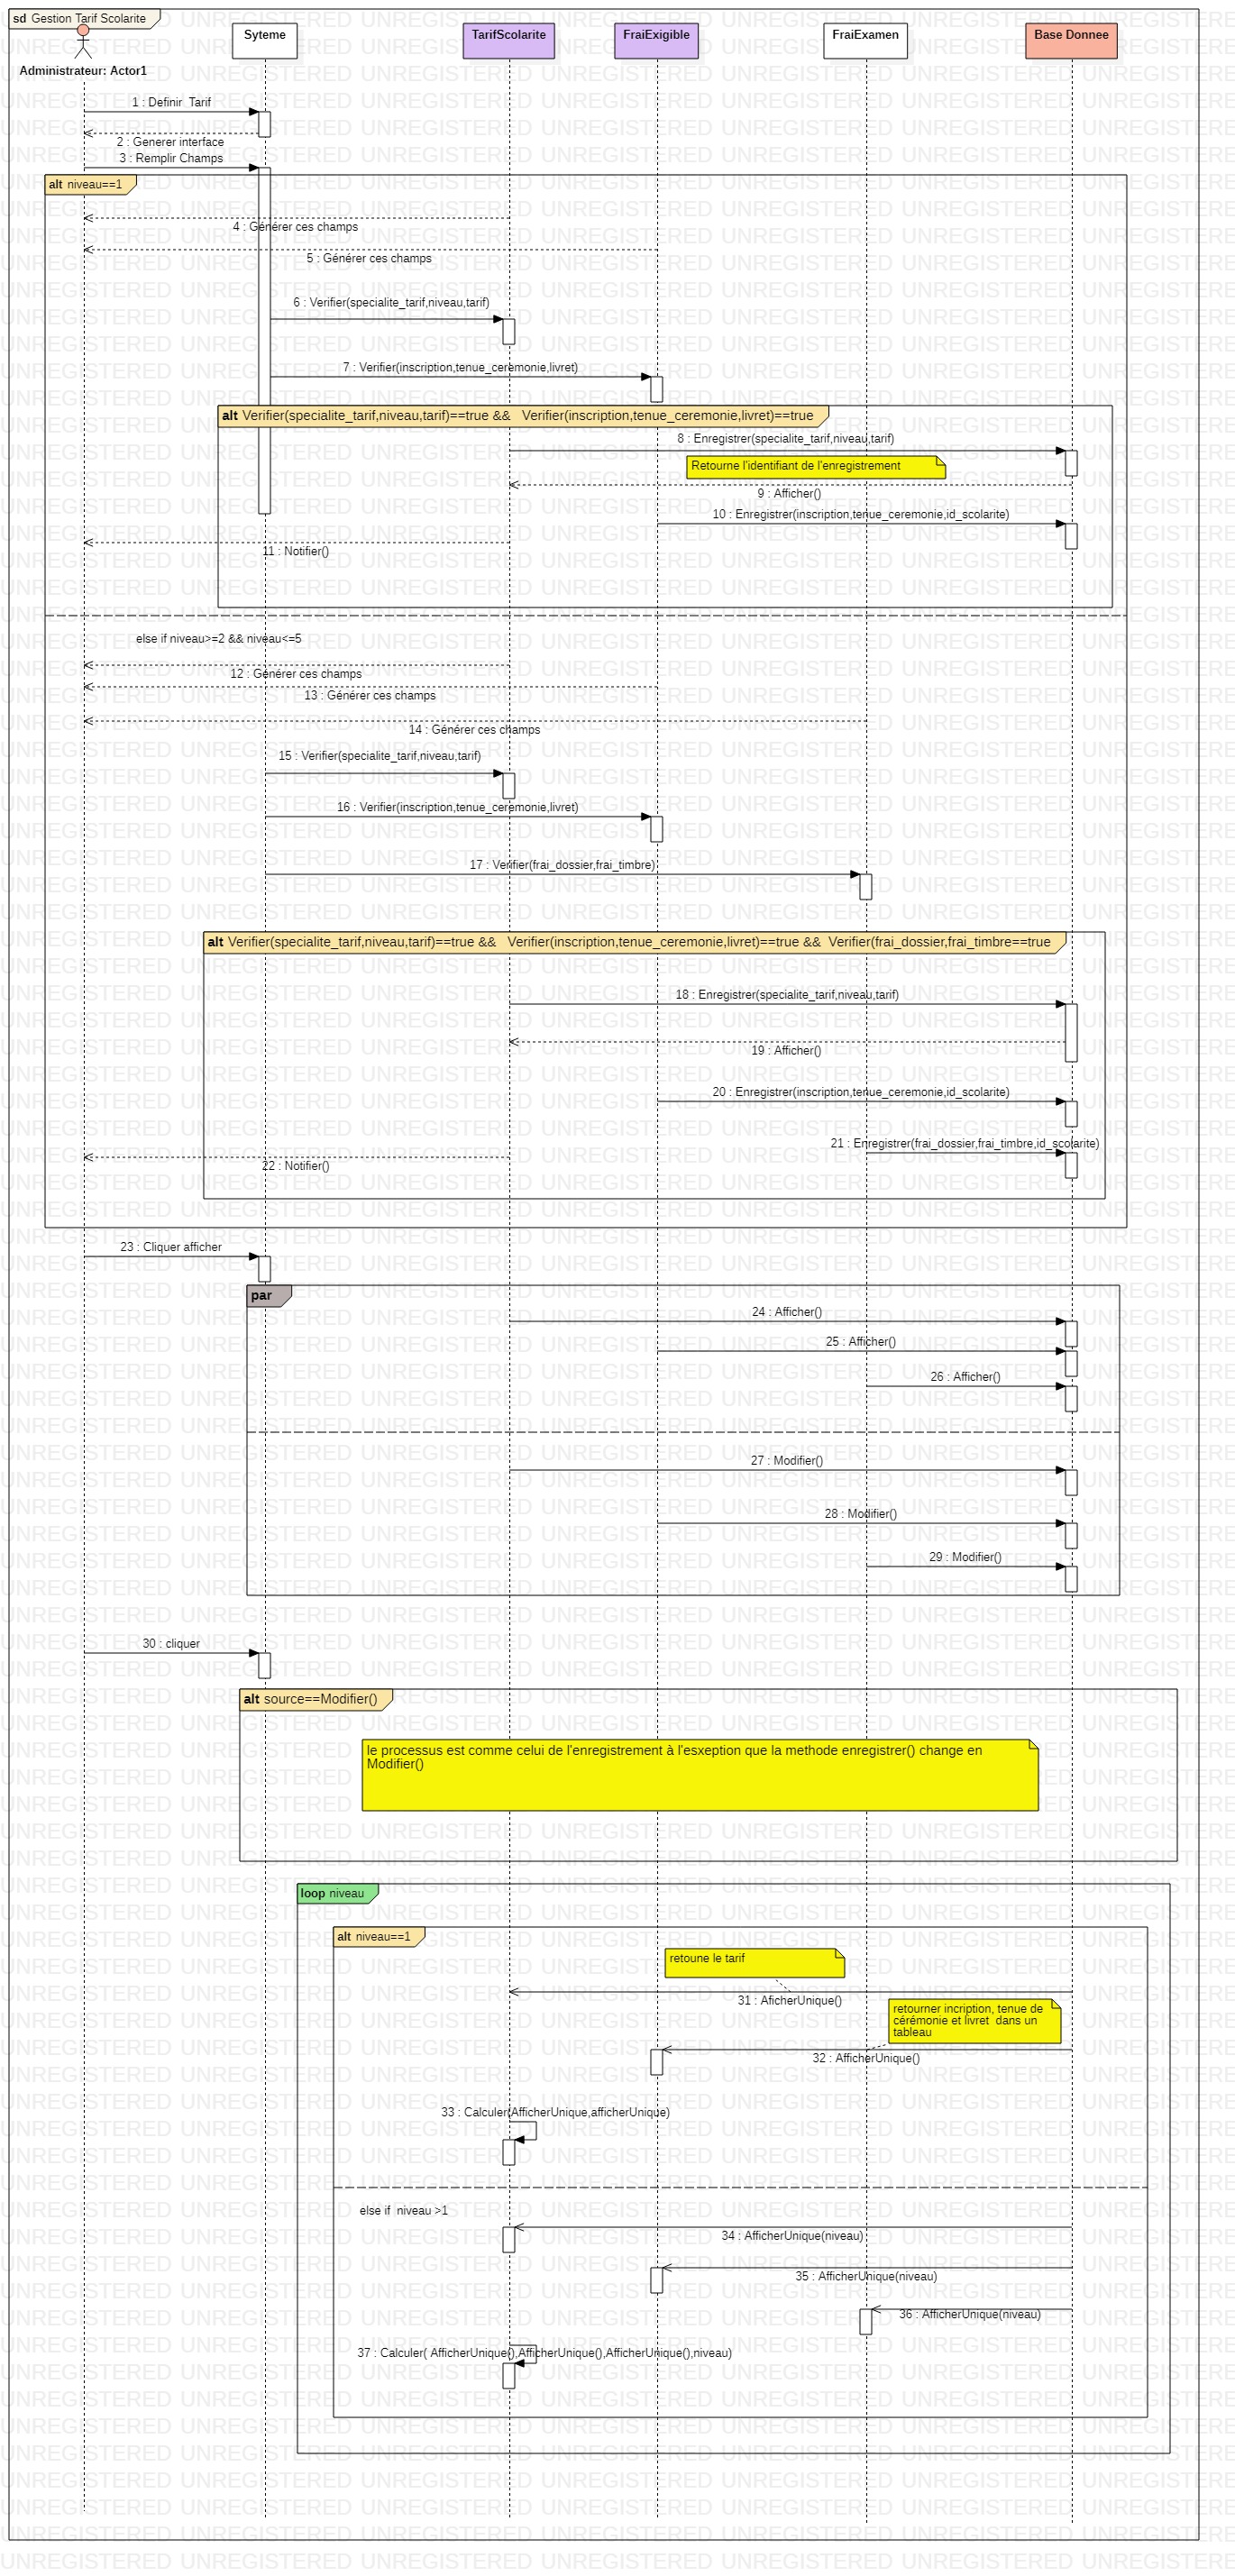 sd Gestion Tarif Scolarite
Administrateur: Actor1
Syteme
TarifScolarite
FraiExigible
FraiExamen
Base Donnee
1 : Definir Tarif
2 : Generer interface
3 : Remplir Champs
alt niveau==1
4 : Générer ces champs
5 : Générer ces champs
6 : Verifier(specialite_tarif,niveau,tarif)
7 : Verifier(inscription,tenue_ceremonie,livret)
alt Verifier(specialite_tarif,niveau,tarif)==true && Verifier(inscription,tenue_ceremonie,livret)==true
8 : Enregistrer(specialite_tarif,niveau,tarif)
Retourne l'identifiant de l'enregistrement
9 : Afficher()
10 : Enregistrer(inscription,tenue_ceremonie,id_scolarite)
11 : Notifier()
else if niveau>=2 && niveau<=5
12 : Générer ces champs
13 : Générer ces champs
14 : Générer ces champs
15 : Verifier(specialite_tarif,niveau,tarif)
16 : Verifier(inscription,tenue_ceremonie,livret)
17 : Verifier(frai_dossier,frai_timbre)
alt Verifier(specialite_tarif,niveau,tarif)==true && Verifier(inscription,tenue_ceremonie,livret)==true && Verifier(frai_dossier,frai_timbre==true
18 : Enregistrer(specialite_tarif,niveau,tarif)
19 : Afficher()
20 : Enregistrer(inscription,tenue_ceremonie,id_scolarite)
21 : Enregistrer(frai_dossier,frai_timbre,id_scolarite)
22 : Notifier()
23 : Cliquer afficher
par
24 : Afficher()
25 : Afficher()
26 : Afficher()
27 : Modifier()
28 : Modifier()
29 : Modifier()
30 : cliquer
alt source==Modifier()
le processus est comme celui de l'enregistrement à l'esxeption que la methode enregistrer() change en
Modifier()
loop niveau
alt niveau==1
retoune le tarif
31 : AficherUnique()
retourner incription, tenue de
cérémonie et livret dans un
tableau
32 : AfficherUnique()
33 : Calculer(AfficherUnique,afficherUnique)
else if niveau >1
34 : AfficherUnique(niveau)
35 : AfficherUnique(niveau)
36 : AfficherUnique(niveau)
37 : Calculer( AfficherUnique(),AfficherUnique(),AfficherUnique(),niveau)
UNREGISTERED